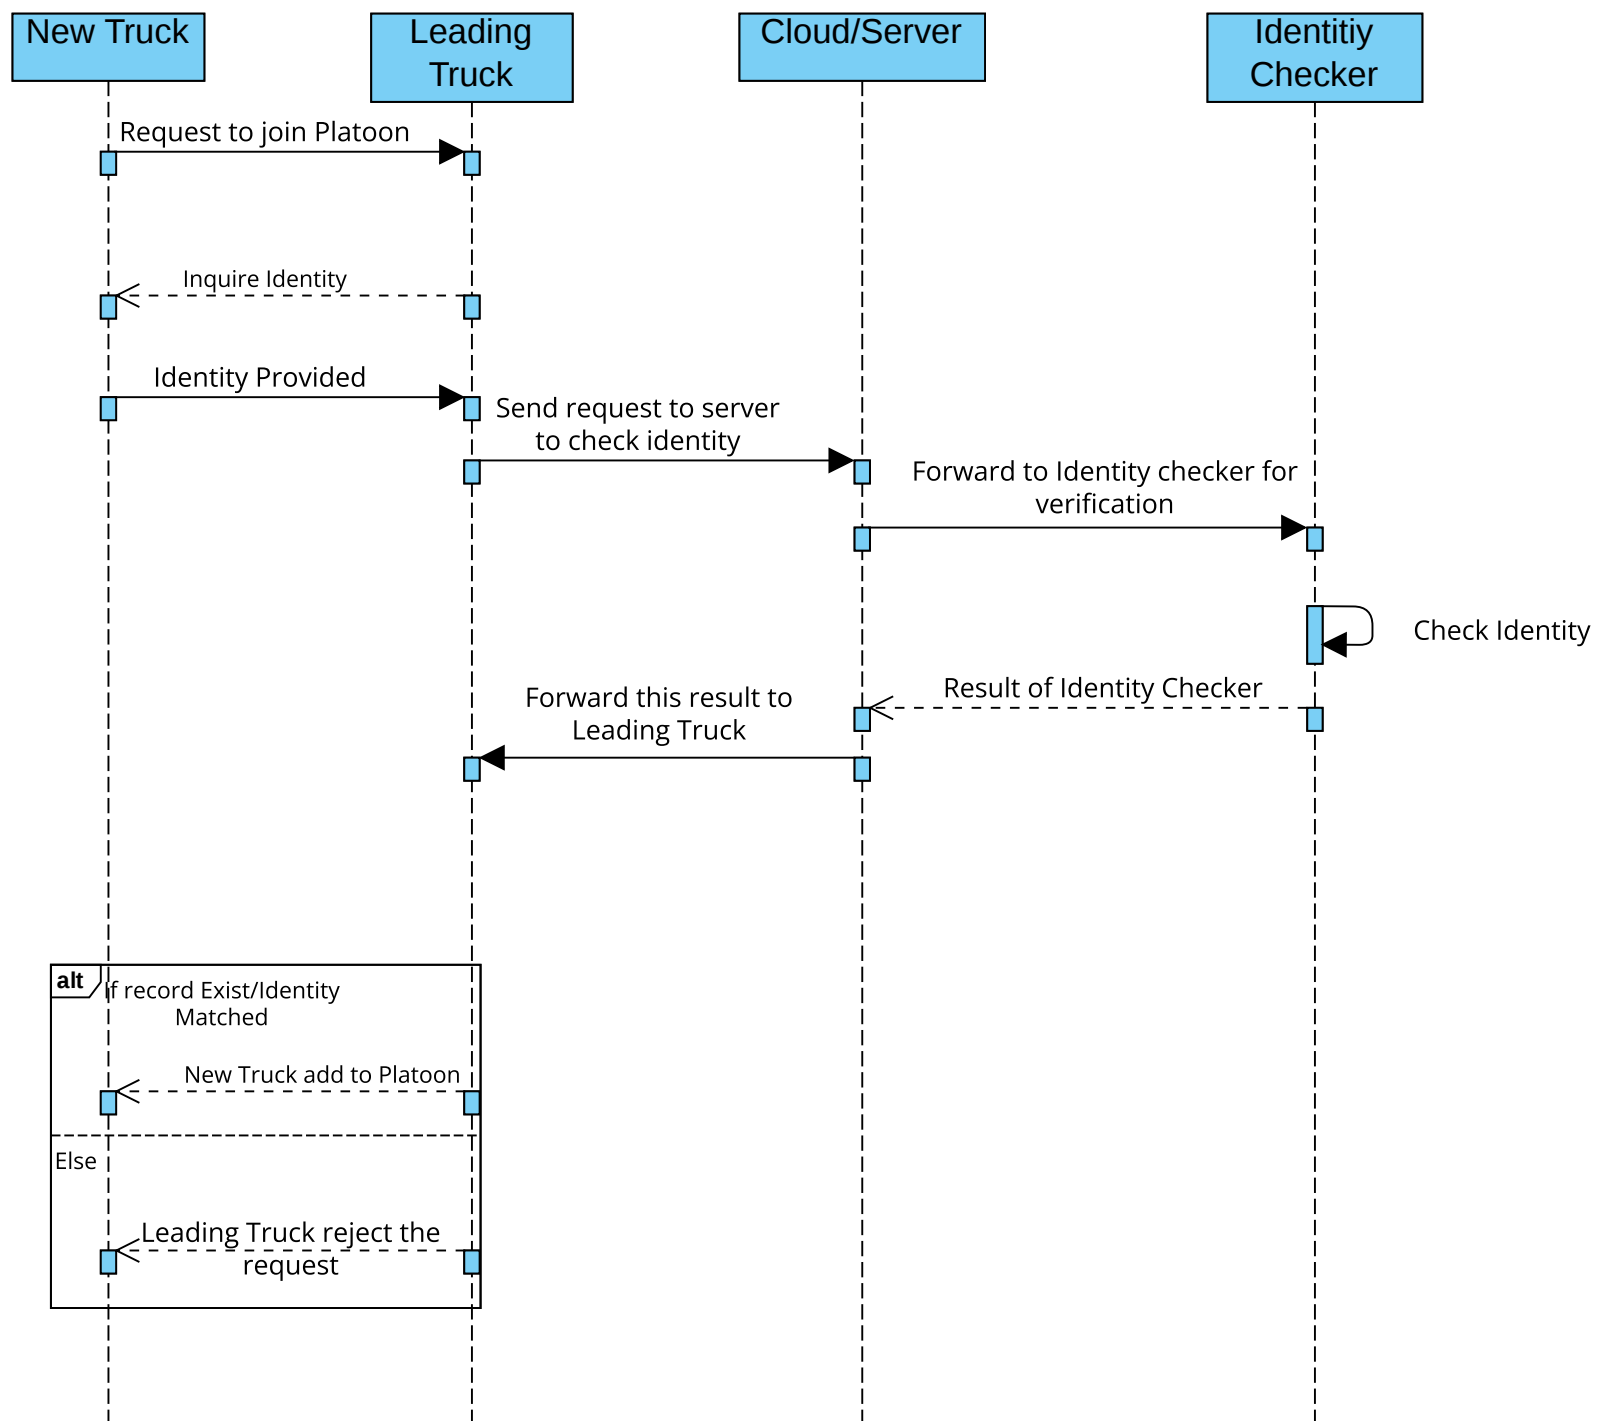 New Truck
Leading
Truck
Cloud/Server
Identitiy
Checker
Request to join Platoon
Inquire Identity
Identity Provided
Send request to server
to check identity
Forward to Identity checker for
verification
Check Identity
Result of Identity Checker
Forward this result to
Leading Truck
alt
If record Exist/Identity
Matched
New Truck add to Platoon
Else
Leading Truck reject the
request